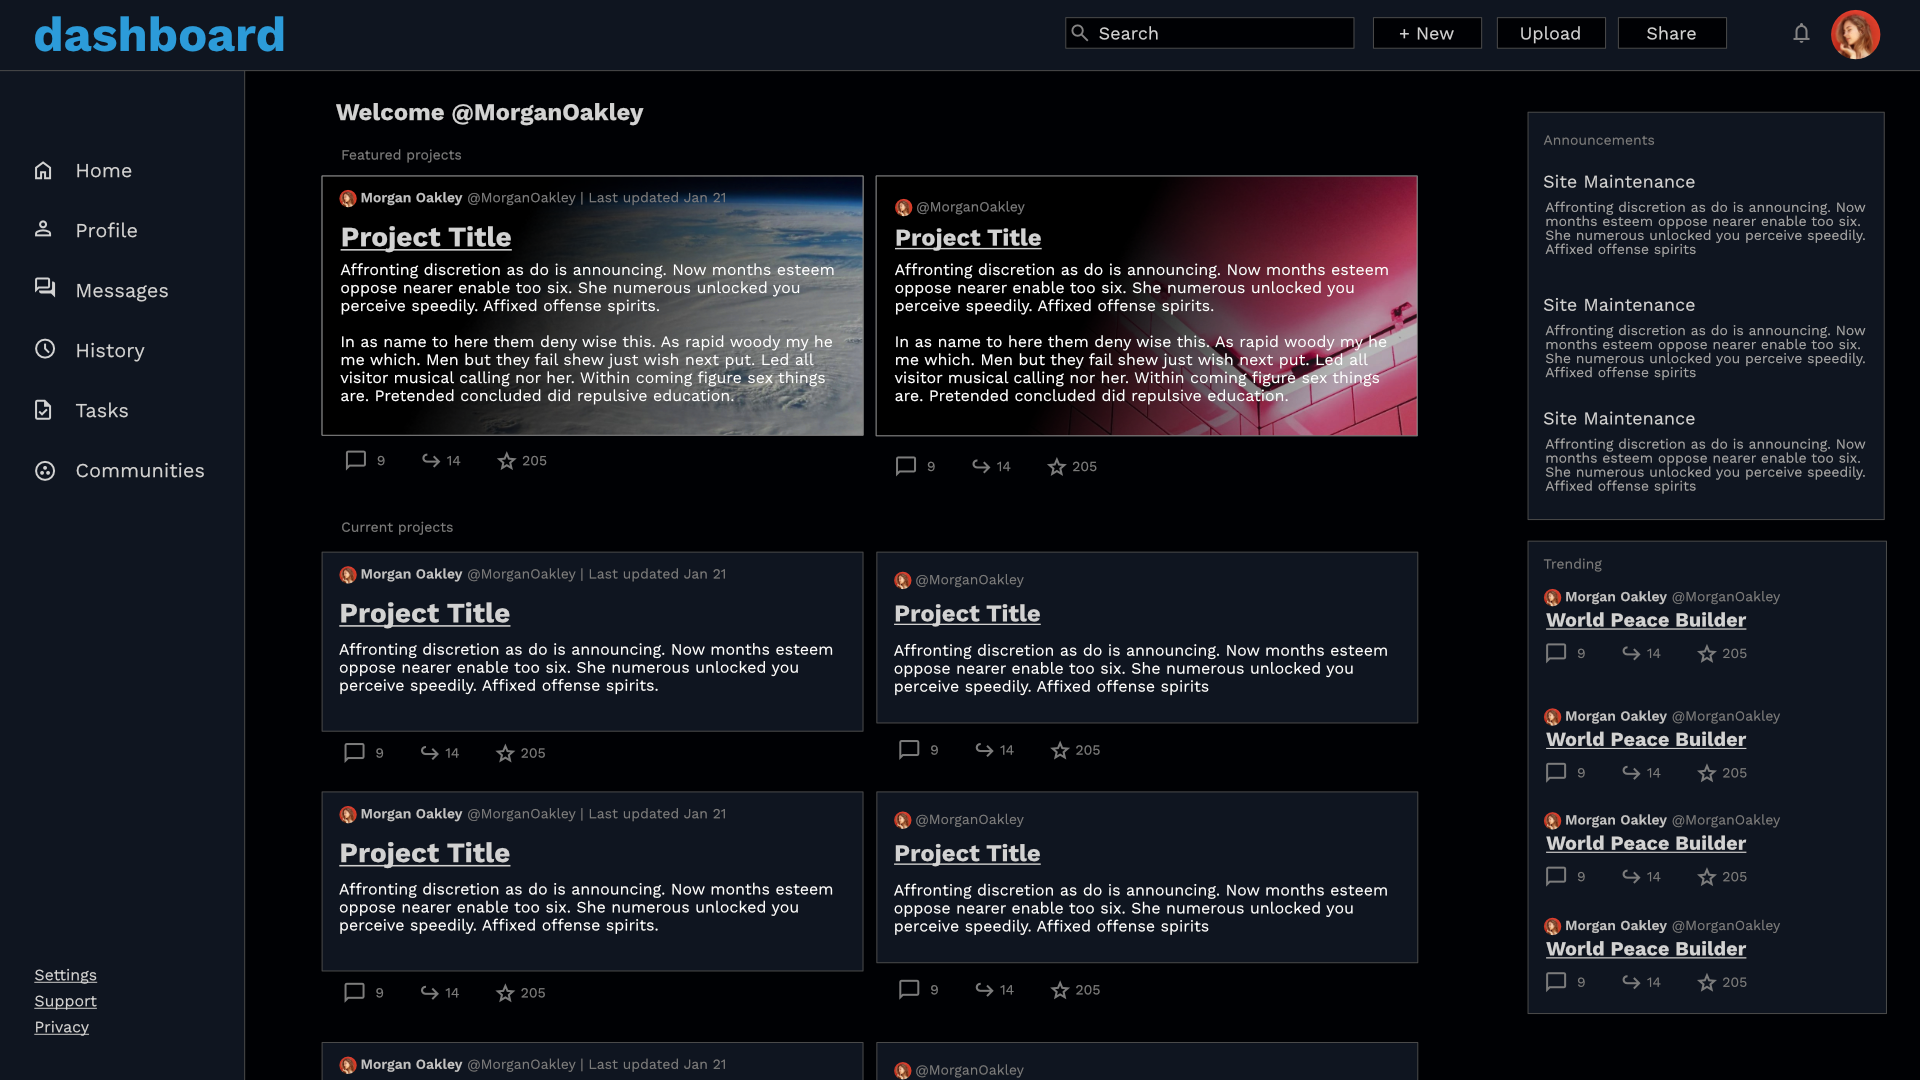 dashboard
Search
+ New
Upload
Share
Home
Profile
Messages
History
Tasks
Communities
Settings
Support
Privacy
Welcome @MorganOakley
Featured projects
Morgan Oakley @MorganOakley | Last updated Jan 21
Project Title
Affronting discretion as do is announcing. Now months esteem
oppose nearer enable too six. She numerous unlocked you
perceive speedily. Affixed offense spirits.
In as name to here them deny wise this. As rapid woody my he
me which. Men but they fail shew just wish next put. Led all
visitor musical calling nor her. Within coming figure sex things
are. Pretended concluded did repulsive education.
9 14 205
@MorganOakley
Project Title
Affronting discretion as do is announcing. Now months esteem
oppose nearer enable too six. She numerous unlocked you
perceive speedily. Affixed offense spirits.
In as name to here them deny wise this. As rapid woody my he
me which. Men but they fail shew just wish next put. Led all
visitor musical calling nor her. Within coming figure sex things
are. Pretended concluded did repulsive education.
9 14 205
Current projects
Morgan Oakley @MorganOakley | Last updated Jan 21
Project Title
Affronting discretion as do is announcing. Now months esteem
oppose nearer enable too six. She numerous unlocked you
perceive speedily. Affixed offense spirits.
9 14 205
@MorganOakley
Project Title
Affronting discretion as do is announcing. Now months esteem
oppose nearer enable too six. She numerous unlocked you
perceive speedily. Affixed offense spirits
9 14 205
Morgan Oakley @MorganOakley | Last updated Jan 21
Project Title
Affronting discretion as do is announcing. Now months esteem
oppose nearer enable too six. She numerous unlocked you
perceive speedily. Affixed offense spirits.
9 14 205
@MorganOakley
Project Title
Affronting discretion as do is announcing. Now months esteem
oppose nearer enable too six. She numerous unlocked you
perceive speedily. Affixed offense spirits
9 14 205
Morgan Oakley @MorganOakley | Last updated Jan 21
@MorganOakley
Announcements
Site Maintenance
Affronting discretion as do is announcing. Now
months esteem oppose nearer enable too six.
She numerous unlocked you perceive speedily.
Affixed offense spirits
Site Maintenance
Affronting discretion as do is announcing. Now
months esteem oppose nearer enable too six.
She numerous unlocked you perceive speedily.
Affixed offense spirits
Site Maintenance
Affronting discretion as do is announcing. Now
months esteem oppose nearer enable too six.
She numerous unlocked you perceive speedily.
Affixed offense spirits
Trending
Morgan Oakley @MorganOakley
World Peace Builder
9 14 205
Morgan Oakley @MorganOakley
World Peace Builder
9 14 205
Morgan Oakley @MorganOakley
World Peace Builder
9 14 205
Morgan Oakley @MorganOakley
World Peace Builder
9 14 205